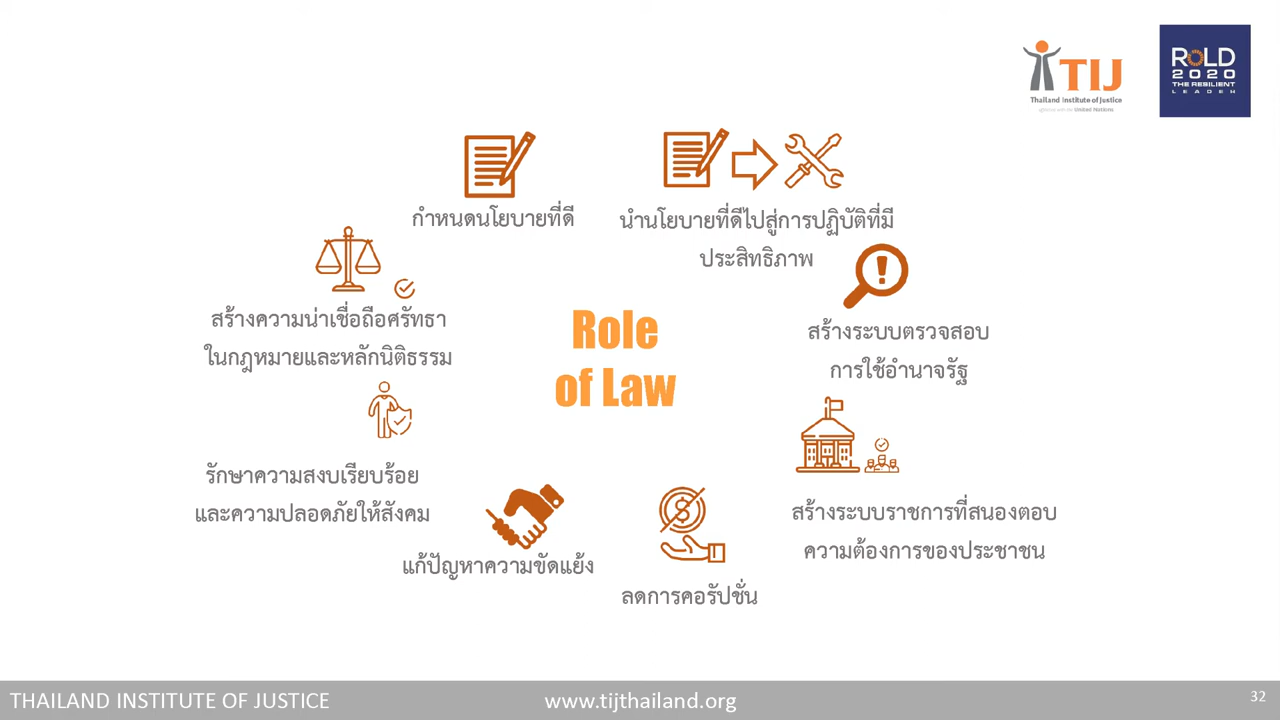 TIJ
Thailand Institute of Justice
ROLD
2020
THE RESILIENT
กำหนดนโยบายที่ดี
นำนโยบายที่ดีไปสู่การปฏิบัติที่มี
ประสิทธิภาพ
สร้างความน่าเชื่อถือศรัทธา
ในกฎหมายและหลักนิติธรรม
Role
of Law
สร้างระบบตรวจสอบ
การใช้อำนาจรัฐ
รักษาความสงบเรียบร้อย
และความปลอดภัยให้สังคม
สร้างระบบราชการที่สนองตอบ
ความต้องการของประชาชน
แก้ปัญหาความขัดแย้ง
ลดการคอรัปชั่น
THAILAND INSTITUTE OF JUSTICE
www.tijthailand.org
32